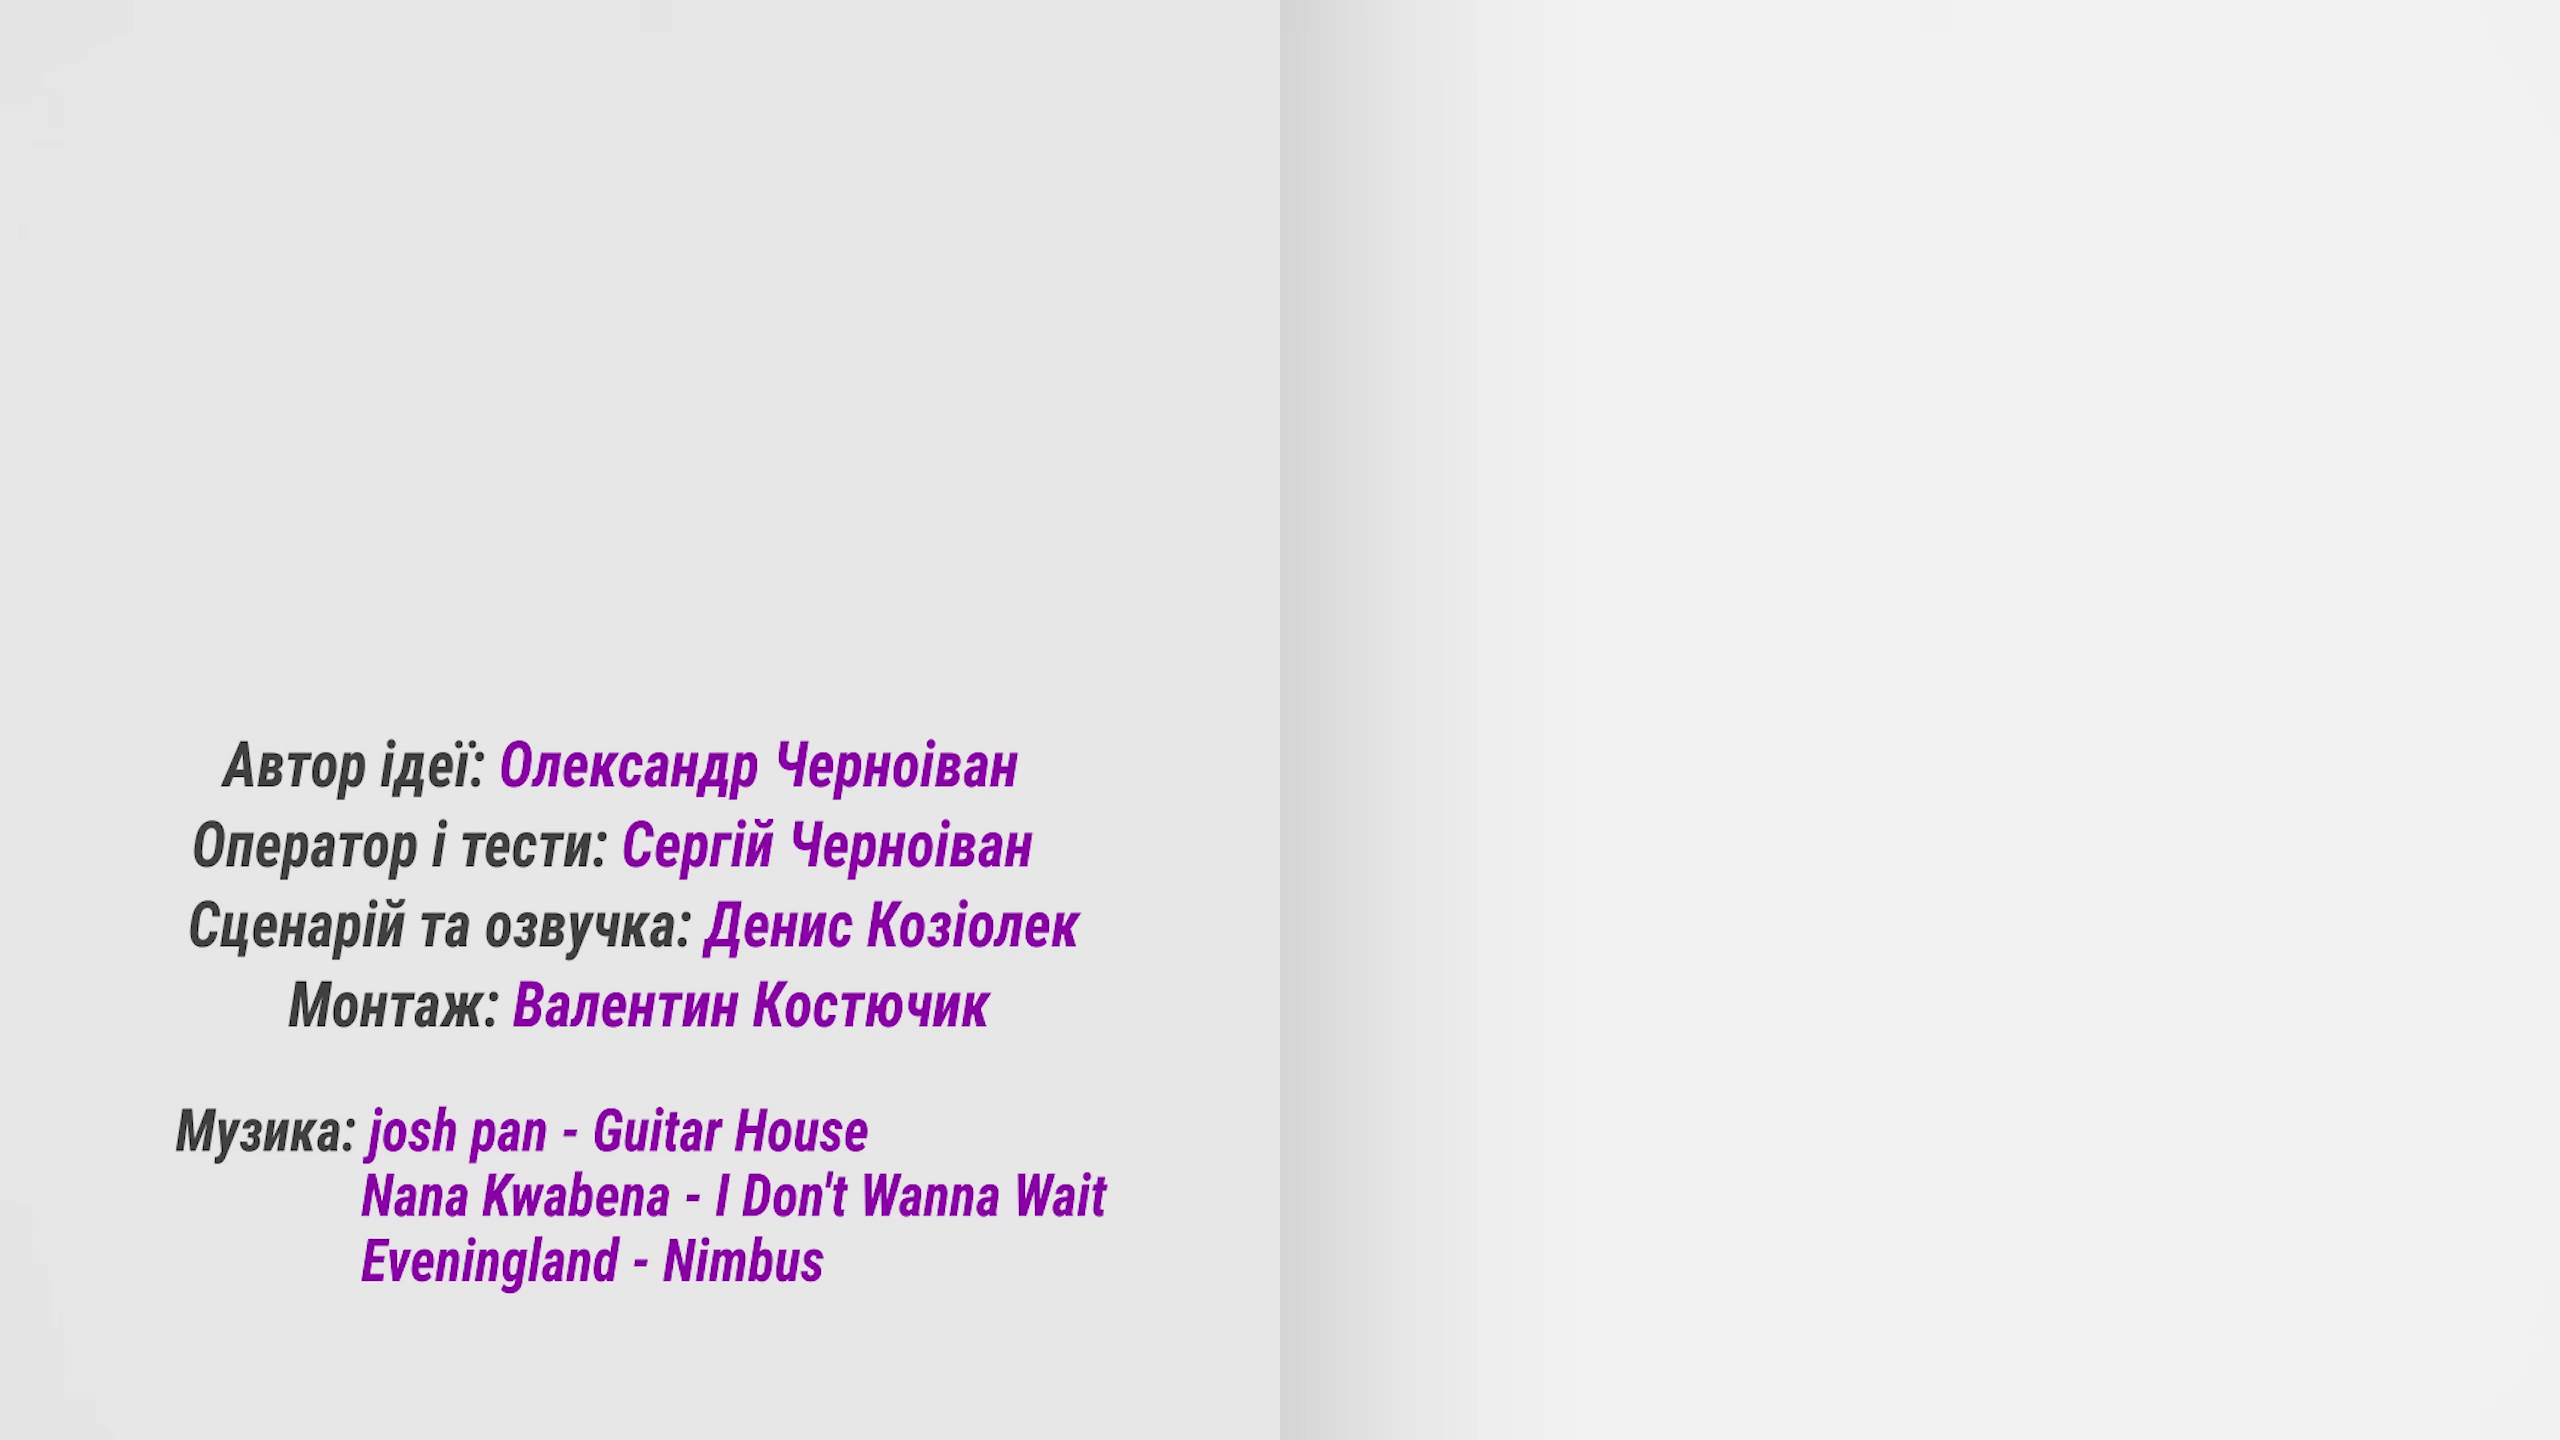 Автор ідеї: Олександр Черноіван
Оператор і тести: Сергій Черноіван
Сценарій та озвучка: Денис Козіолек
Монтаж: Валентин Костючик
Музика: josh pan - Guitar House
Nana Kwabena - I Don't Wanna Wait
Eveningland - Nimbus